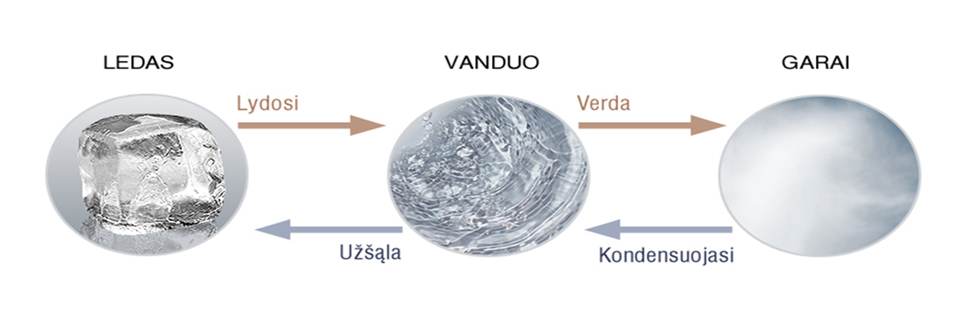 LEDAS
VANDUO
GARAI
Lydosi
Verda
Užšąla
Kondensuojasi